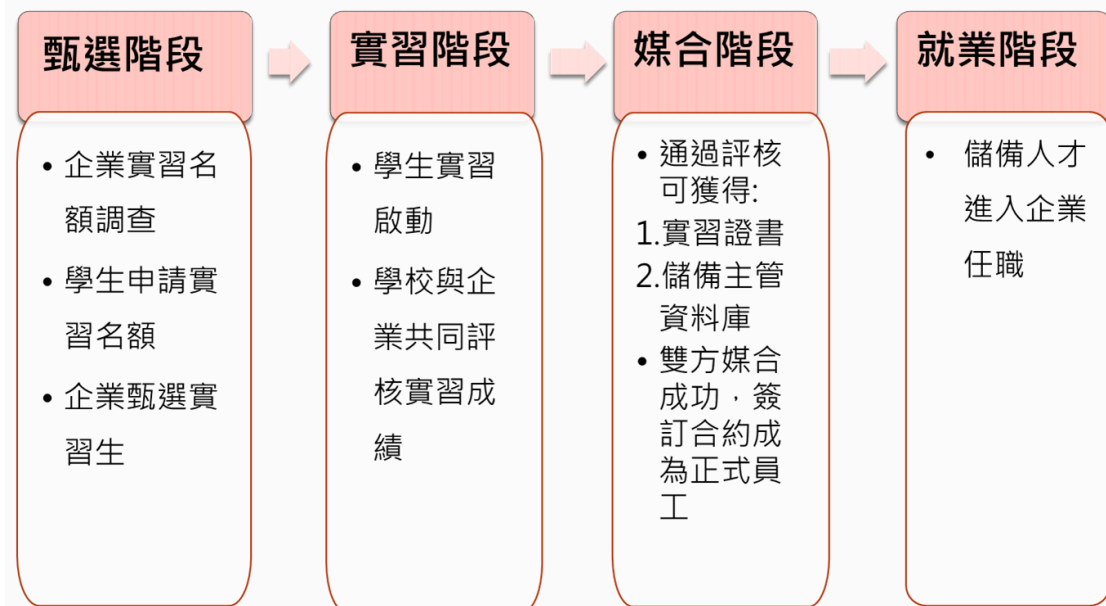 甄選階段
實習階段
媒合階段
就業階段
• 企業實習名
額調查
• 學生申請實
習名額
• 企業甄選實
習生
• 學生實習
啟動
• 學校與企
業共同評
核實習成
績
• 通過評核
可獲得:
1.實習證書
2.儲備主管
資料庫
• 雙方媒合
成功，簽
訂合約成
為正式員
工
• 儲備人才
進入企業
任職